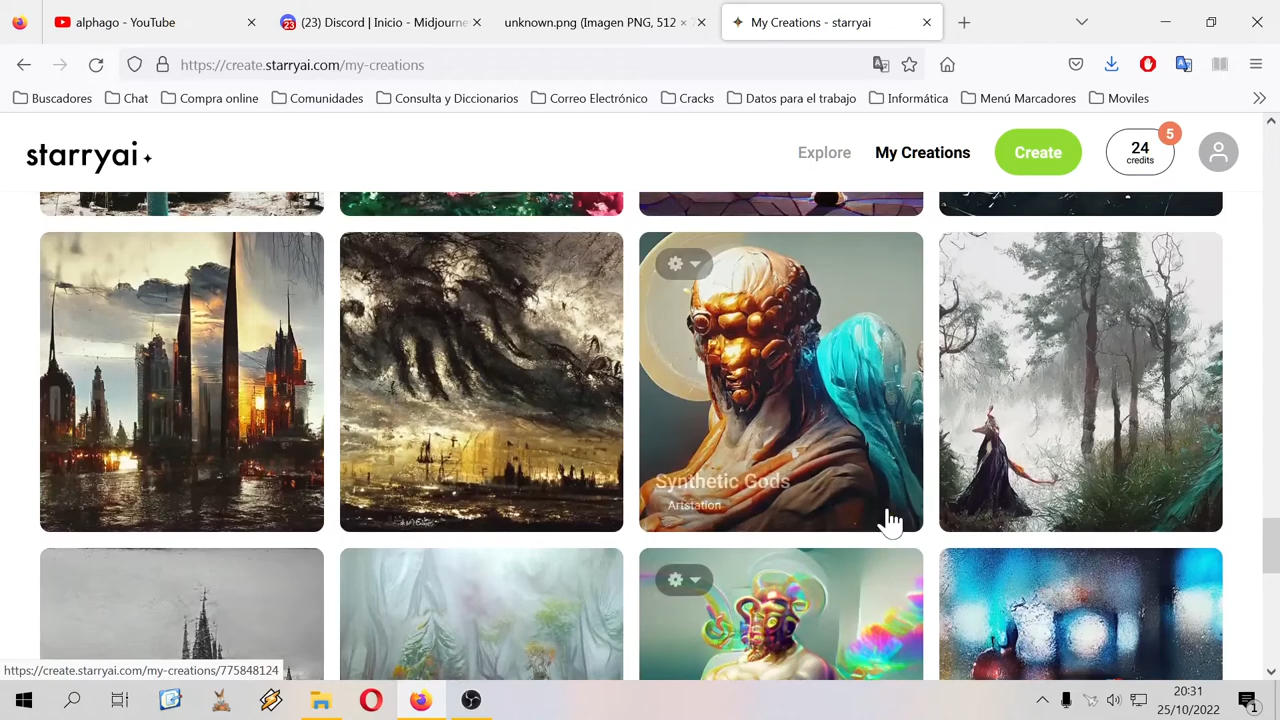 alphago - YouTube
(23) Discord | Inicio - Midjourne
unknown.png (Imagen PNG, 512 ×
My Creations - starryai
https://create.starryai.com/my-creations
Buscadores
Chat
Compra online
Comunidades
Consulta y Diccionarios
Correo Electrónico
Cracks
Datos para el trabajo
Informática
Menú Marcadores
Moviles
starryai
Explore
My Creations
Create
24
credits
5
Synthetic Gods
Artstation
https://create.starryai.com/my-creations/775848124
20:31
25/10/2022
1